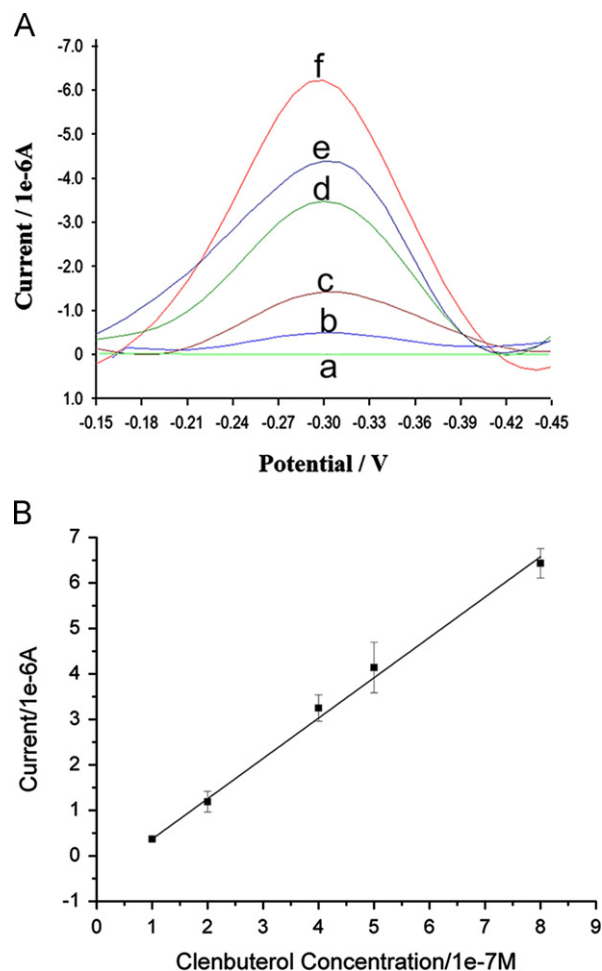 A
-7.0
-6.0
-5.0
-4.0
-3.0
-2.0
-1.0
0
1.0
Current / 1e-6A
f
e
d
c
b
a
-0.15 -0.18 -0.21 -0.24 -0.27 -0.30 -0.33 -0.36 -0.39 -0.42 -0.45
Potential / V
B
7
6
5
4
3
2
1
0
-1
Current/1e-6A
0 1 2 3 4 5 6 7 8 9
Clenbuterol Concentration/1e-7M